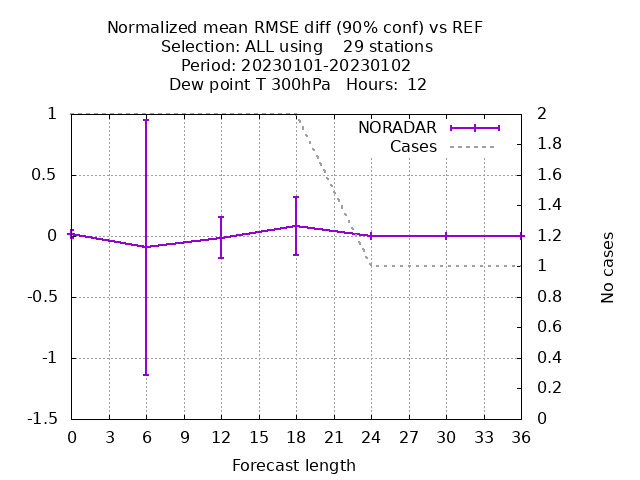 Normalized mean RMSE diff (90% conf) vs REF
Selection: ALL using    29 stations
Period: 20230101-20230102
Dew point T 300hPa   Hours:  12
NORADAR
Cases
1
0.5
0
-0.5
-1
-1.5
2
1.8
1.6
1.4
1.2
1
0.8
0.6
0.4
0.2
0
No cases
0 3 6 9 12 15 18 21 24 27 30 33 36
Forecast length